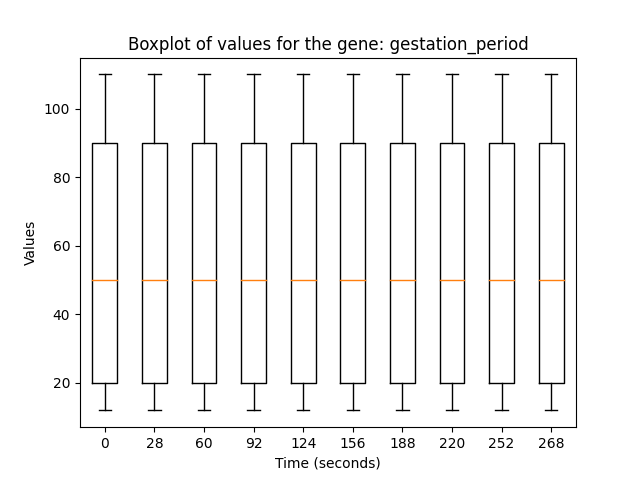 Boxplot of values for the gene: gestation_period
100
80
60
40
20
Values
0 28 60 92 124 156 188 220 252 268
Time (seconds)